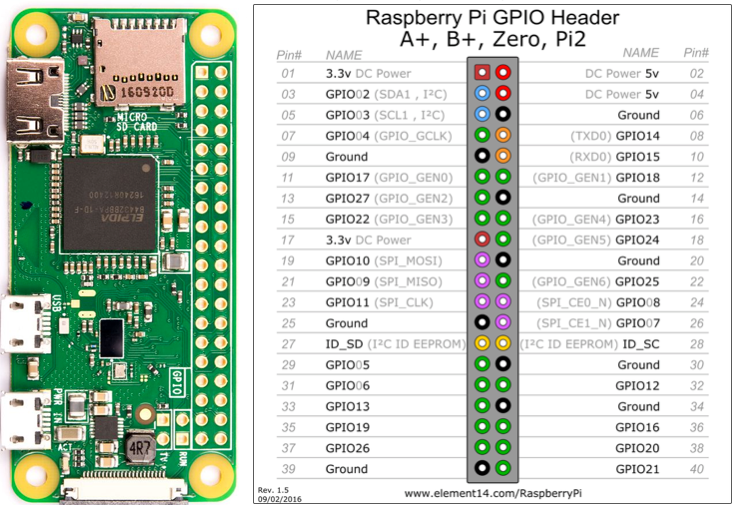 160920D
MICRO
SD CARD
ELPIDA
USB
GPIO
PWR IN
ACT
4R7
TV
RUN
Raspberry Pi GPIO Header
A+, B+, Zero, Pi2
Pin# NAME NAME Pin#
01 3.3v DC Power DC Power 5v 02
03 GPIO02 (SDA1 , I²C) DC Power 5v 04
05 GPIO03 (SCL1 , I²C) Ground 06
07 GPIO04 (GPIO_GCLK) (TXD0) GPIO14 08
09 Ground (RXD0) GPIO15 10
11 GPIO17 (GPIO_GEN0) (GPIO_GEN1) GPIO18 12
13 GPIO27 (GPIO_GEN2) Ground 14
15 GPIO22 (GPIO_GEN3) (GPIO_GEN4) GPIO23 16
17 3.3v DC Power (GPIO_GEN5) GPIO24 18
19 GPIO10 (SPI_MOSI) Ground 20
21 GPIO09 (SPI_MISO) (GPIO_GEN6) GPIO25 22
23 GPIO11 (SPI_CLK) (SPI_CE0_N) GPIO08 24
25 Ground (SPI_CE1_N) GPIO07 26
27 ID_SD (I²C ID EEPROM) (I²C ID EEPROM) ID_SC 28
29 GPIO05 Ground 30
31 GPIO06 GPIO12 32
33 GPIO13 Ground 34
35 GPIO19 GPIO16 36
37 GPIO26 GPIO20 38
39 Ground GPIO21 40
Rev. 1.5
09/02/2016
www.element14.com/RaspberryPi